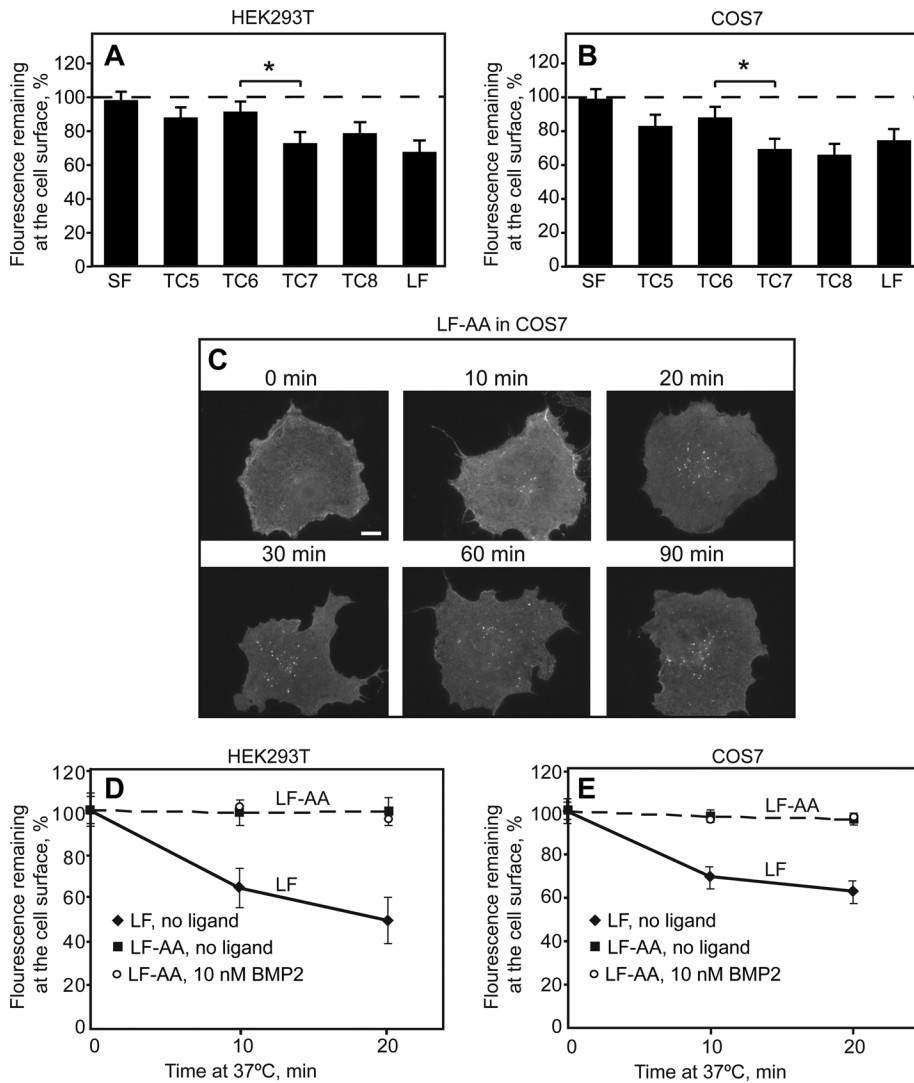 HEK293T
A
Flourescence remaining
at the cell surface, %
120
100
80
60
40
20
0
*
SF TC5 TC6 TC7 TC8 LF
COS7
B
Flourescence remaining
at the cell surface, %
120
100
80
60
40
20
0
*
SF TC5 TC6 TC7 TC8 LF
LF-AA in COS7
C
0 min 10 min 20 min
30 min 60 min 90 min
HEK293T
D
Flourescence remaining
at the cell surface, %
120
100
80
60
40
20
0
LF-AA
LF
LF, no ligand
LF-AA, no ligand
LF-AA, 10 nM BMP2
0 10 20
Time at 37ºC, min
COS7
E
Flourescence remaining
at the cell surface, %
120
100
80
60
40
20
0
LF-AA
LF
LF, no ligand
LF-AA, no ligand
LF-AA, 10 nM BMP2
0 10 20
Time at 37ºC, min